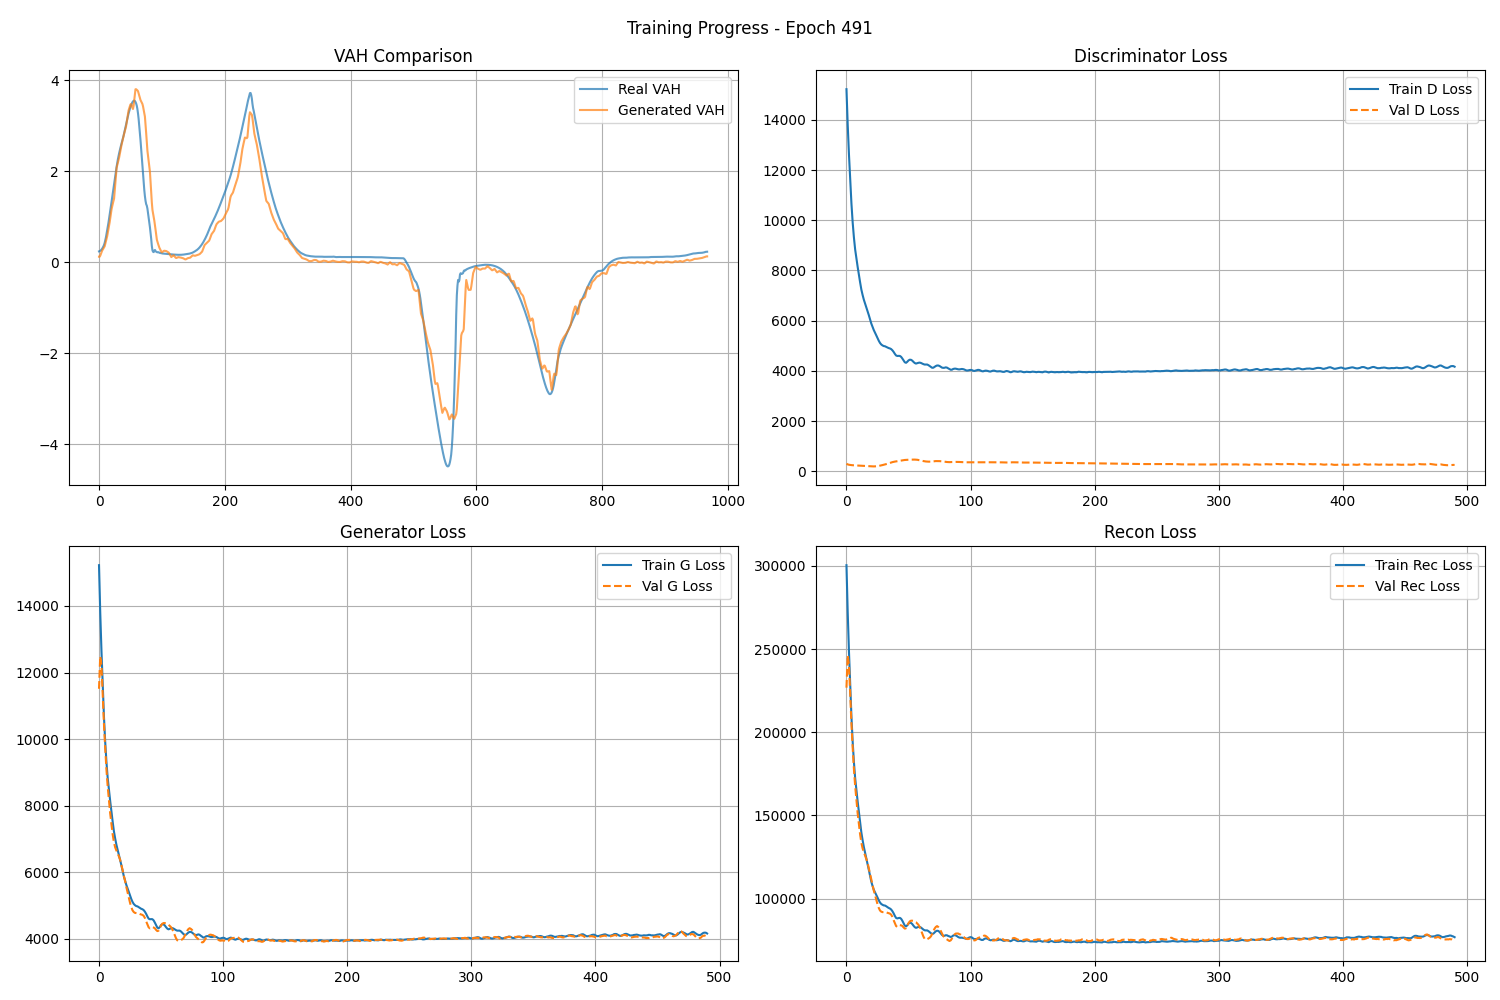 Training Progress - Epoch 491
VAH Comparison
4
2
0
−2
−4
0 200 400 600 800 1000
Real VAH
Generated VAH
Discriminator Loss
14000
12000
10000
8000
6000
4000
2000
0
0 100 200 300 400 500
Train D Loss
Val D Loss
Generator Loss
14000
12000
10000
8000
6000
4000
0 100 200 300 400 500
Train G Loss
Val G Loss
Recon Loss
300000
250000
200000
150000
100000
0 100 200 300 400 500
Train Rec Loss
Val Rec Loss